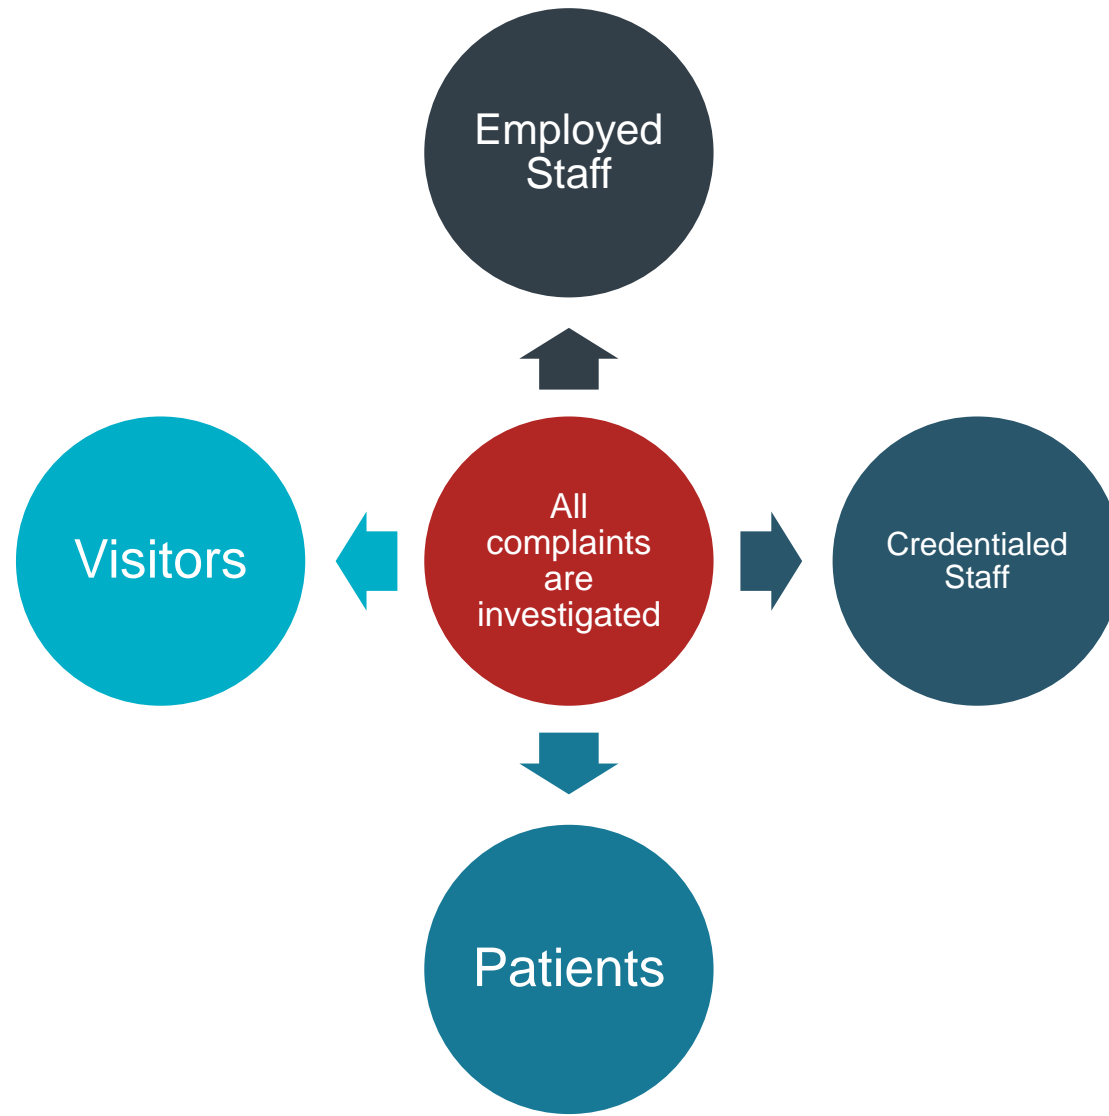 Employed
Staff
Visitors
All
complaints
are
investigated
Credentialed
Staff
Patients